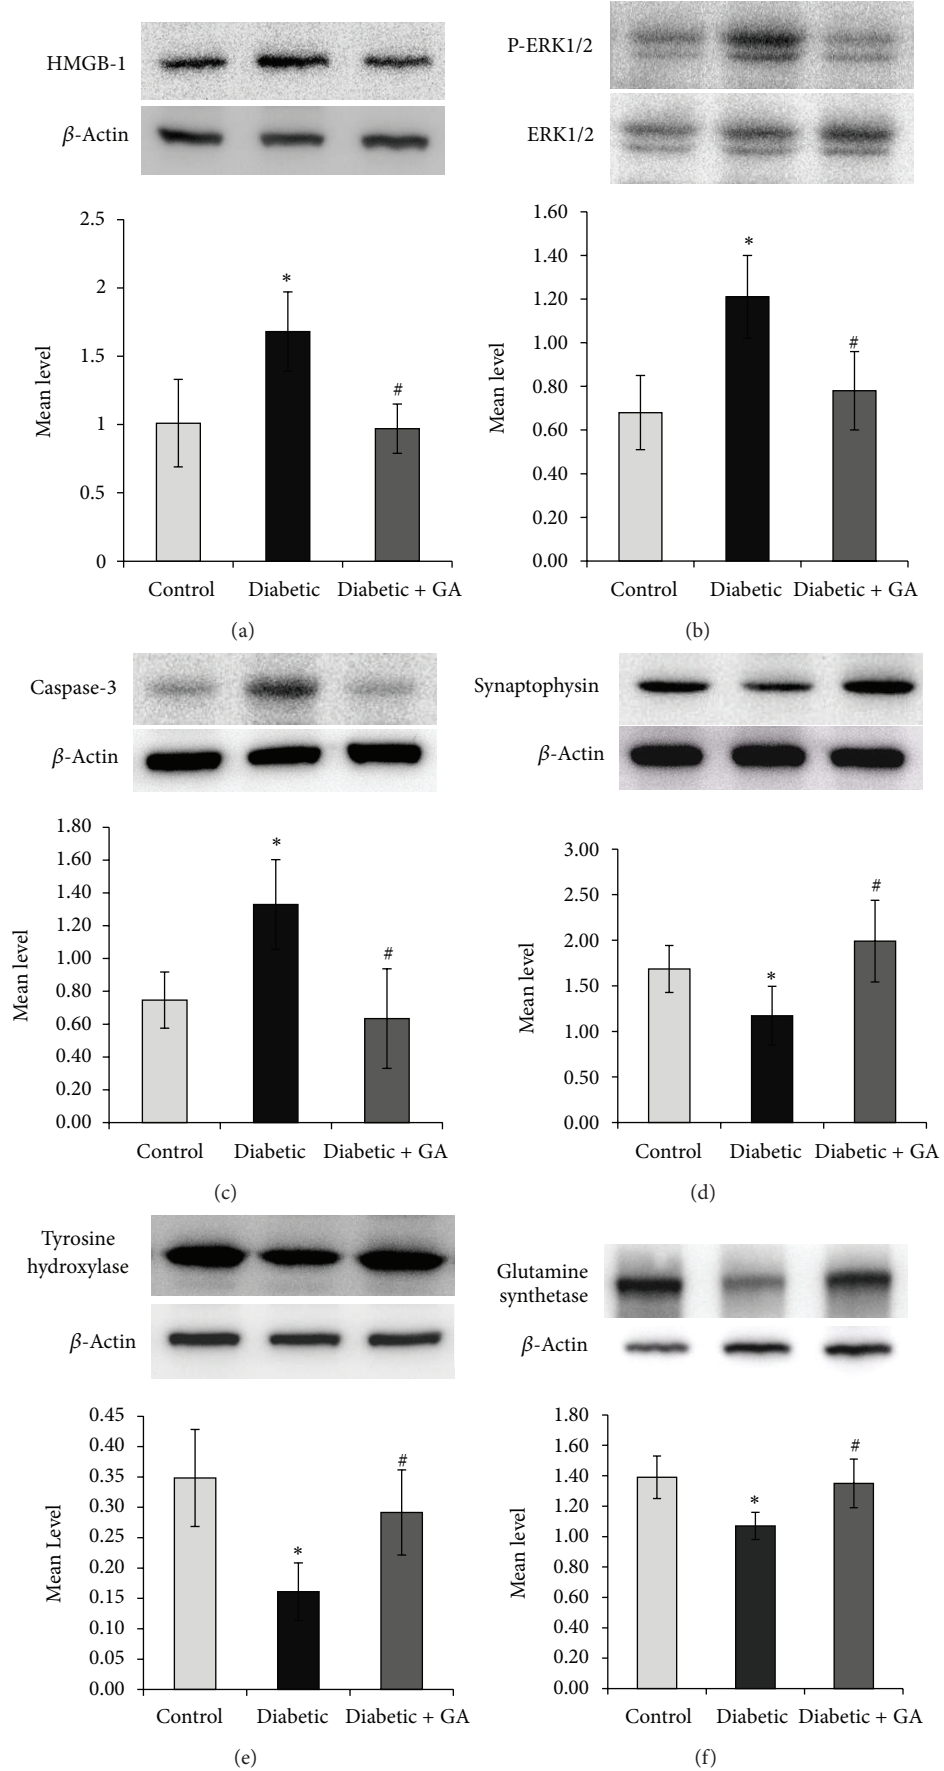 HMGB-1
β-Actin
2.5
2
1.5
1
0.5
0
Mean level
*
#
Control
Diabetic
Diabetic + GA
(a)
P-ERK1/2
ERK1/2
1.60
1.40
1.20
1.00
0.80
0.60
0.40
0.20
0.00
Mean level
*
#
Control
Diabetic
Diabetic + GA
(b)
Caspase-3
β-Actin
1.80
1.60
1.40
1.20
1.00
0.80
0.60
0.40
0.20
0.00
Mean level
*
#
Control
Diabetic
Diabetic + GA
(c)
Synaptophysin
β-Actin
3.00
2.50
2.00
1.50
1.00
0.50
0.00
Mean level
*
#
Control
Diabetic
Diabetic + GA
(d)
Tyrosine
hydroxylase
β-Actin
0.45
0.40
0.35
0.30
0.25
0.20
0.15
0.10
0.05
0.00
Mean Level
*
#
Control
Diabetic
Diabetic + GA
(e)
Glutamine
synthetase
β-Actin
1.80
1.60
1.40
1.20
1.00
0.80
0.60
0.40
0.20
0.00
Mean level
*
#
Control
Diabetic
Diabetic + GA
(f)